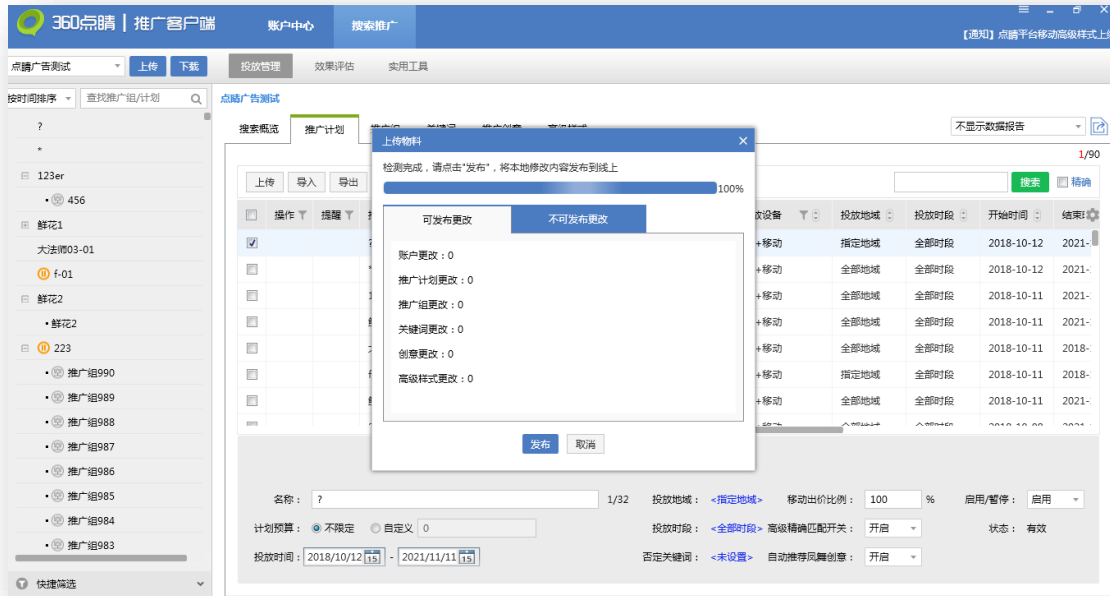 360点睛 | 推广客户端
账户中心
搜索推广
【通知】点睛平台移动高级样式上线
点睛广告测试
上传
下载
投放管理
效果评估
实用工具
按时间排序
查找推广组/计划
点睛广告测试
?
*
123er
456
鲜花1
大法师03-01
f-01
鲜花2
鲜花2
223
推广组990
推广组989
推广组988
推广组987
推广组986
推广组985
推广组984
推广组983
快捷筛选
搜索概览
推广计划
不显示数据报告
1/90
上传
导入
导出
搜索
精确
操作
提醒
放设备
投放地域
投放时段
开始时间
结束
+移动 指定地域 全部时段 2018-10-12 2021-
+移动 全部地域 全部时段 2018-10-12 2021-
+移动 全部地域 全部时段 2018-10-11 2021-
+移动 全部地域 全部时段 2018-10-11 2021-
+移动 全部地域 全部时段 2018-10-11 2018-
+移动 指定地域 全部时段 2018-10-11 2018-
+移动 全部地域 全部时段 2018-10-11 2021-
上传物料
检测完成，请点击"发布"，将本地修改内容发布到线上
100%
可发布更改
不可发布更改
账户更改：0
推广计划更改：0
推广组更改：0
关键词更改：0
创意更改：0
高级样式更改：0
发布
取消
名称： ? 1/32 投放地域： <指定地域> 移动出价比例： 100 % 启用/暂停： 启用
计划预算： 不限定 自定义 0 投放时段： <全部时段> 高级精确匹配开关： 开启 状态： 有效
投放时间： 2018/10/12 15 - 2021/11/11 15 否定关键词： <未设置> 自动推荐凤舞创意： 开启